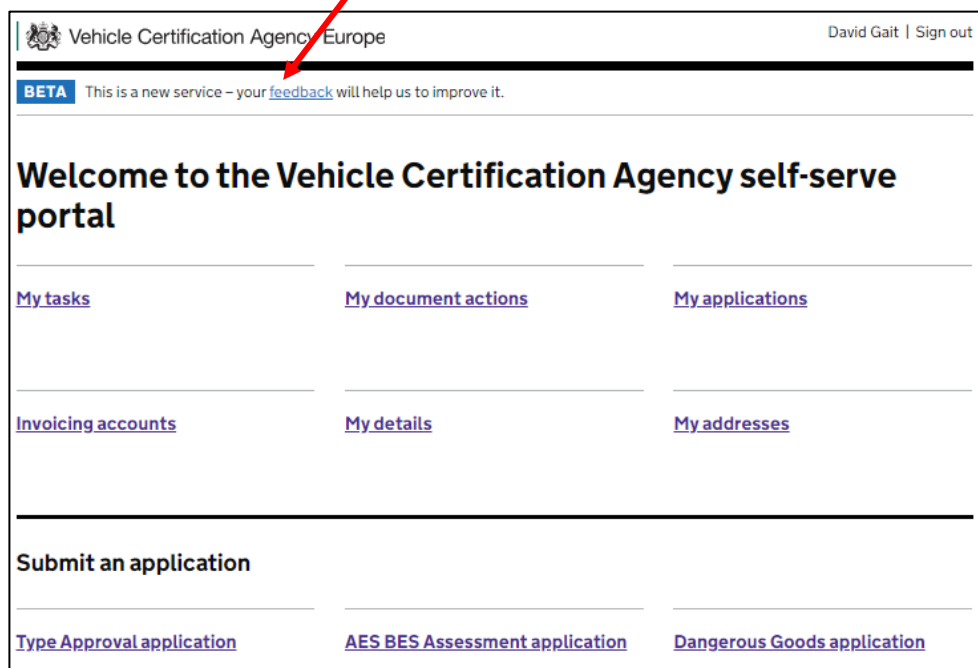 Vehicle Certification Agency Europe
David Gait | Sign out
BETA This is a new service – your feedback will help us to improve it.
Welcome to the Vehicle Certification Agency self-serve
portal
My tasks
My document actions
My applications
Invoicing accounts
My details
My addresses
Submit an application
Type Approval application
AES BES Assessment application
Dangerous Goods application